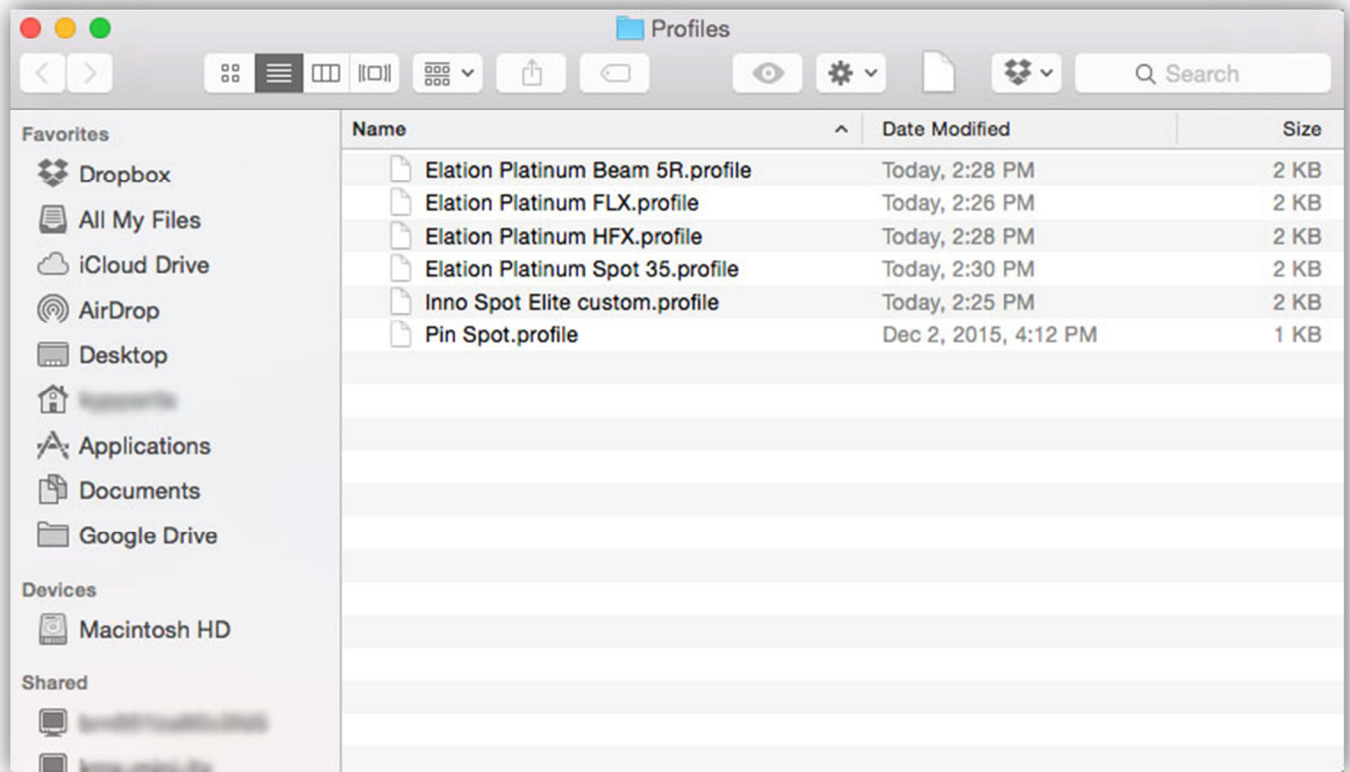 Profiles
Search
Favorites
Dropbox
All My Files
iCloud Drive
AirDrop
Desktop
Applications
Documents
Google Drive
Devices
Macintosh HD
Shared
Name Date Modified Size
Elation Platinum Beam 5R.profile Today, 2:28 PM 2 KB
Elation Platinum FLX.profile Today, 2:26 PM 2 KB
Elation Platinum HFX.profile Today, 2:28 PM 2 KB
Elation Platinum Spot 35.profile Today, 2:30 PM 2 KB
Inno Spot Elite custom.profile Today, 2:25 PM 2 KB
Pin Spot.profile Dec 2, 2015, 4:12 PM 1 KB